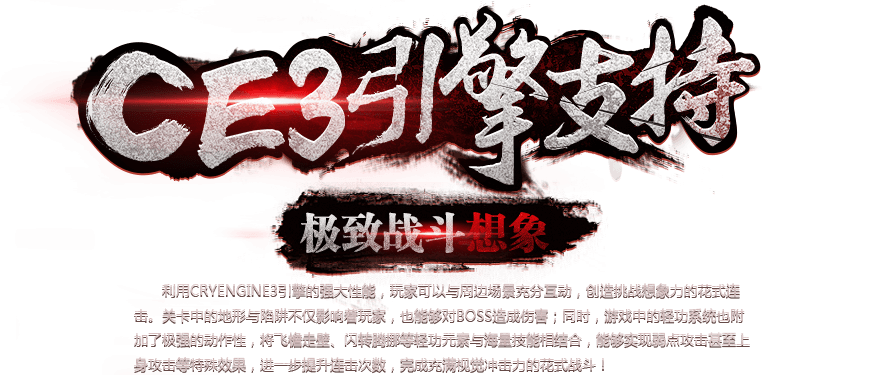 CE3引擎支持
极致战斗想象
利用CRYENGINE3引擎的强大性能，玩家可以与周边场景充分互动，创造挑战想象力的花式连
击。关卡中的地形与陷阱不仅影响着玩家，也能够对BOSS造成伤害；同时，游戏中的轻功系统也附
加了极强的动作性，将飞檐走壁、闪转腾挪等轻功元素与海量技能相结合，能够实现弱点攻击甚至上
身攻击等特殊效果，进一步提升连击次数，完成充满视觉冲击力的花式战斗！